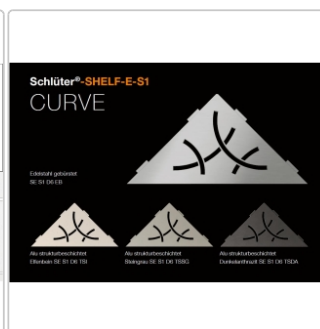 Schlüter®-SHELF-E-S1
CURVE
Edelstahl gebürstet
SE S1 D6 EB
Alu strukturbeschichtet
Elfenbein SE S1 D6 TSI
Alu strukturbeschichtet
Steingrau SE S1 D6 TSSG
Alu strukturbeschichtet
Dunkelanthrazit SE S1 D6 TSDA